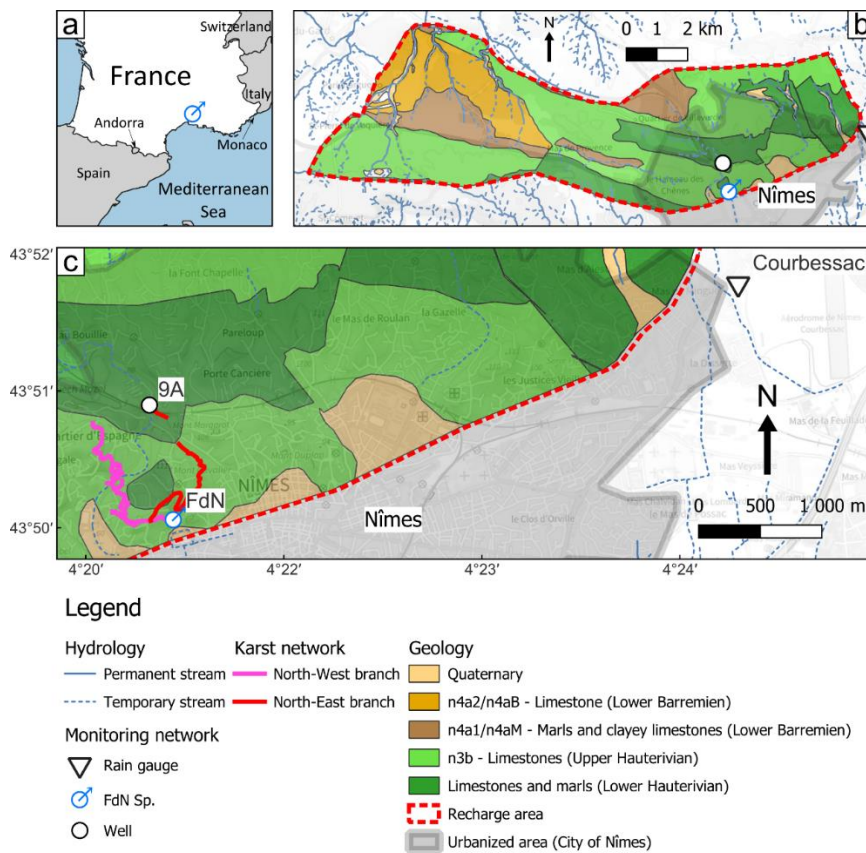 a
Switzerland
France
Italy
Andorra
Monaco
Spain
Mediterranean
Sea
b
N
0 1 2 km
Nîmes
c
43°52'
43°51'
43°50'
4°20'
4°22'
4°23'
4°24'
Courbessac
la Font Chapelle
le Mas de Roulan
la Gazelle
Pareloup
Porte Cancière
les Justices Vieilles
9A
NÎMES
FdN
Nîmes
le Clos d'Orville
N
0 500 1 000 m
Legend
Hydrology
Permanent stream
Temporary stream
Monitoring network
Rain gauge
FdN Sp.
Well
Karst network
North-West branch
North-East branch
Geology
Quaternary
n4a2/n4aB - Limestone (Lower Barremien)
n4a1/n4aM - Marls and clayey limestones (Lower Barremien)
n3b - Limestones (Upper Hauterivian)
Limestones and marls (Lower Hauterivian)
Recharge area
Urbanized area (City of Nîmes)